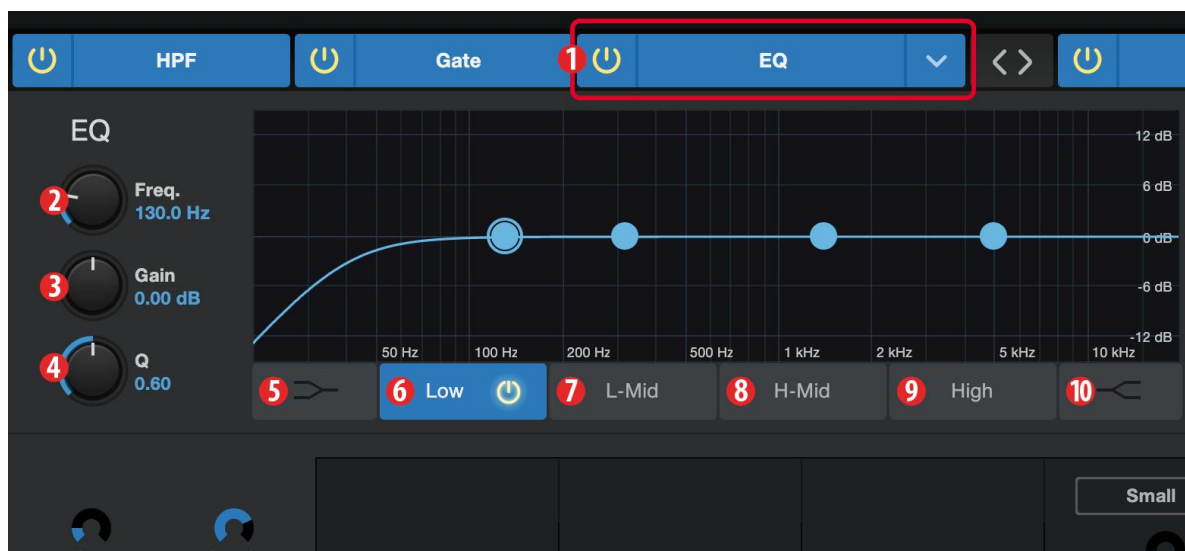 HPF Gate 1 EQ
EQ
12 dB
6 dB
0 dB
-6 dB
-12 dB
2 Freq.
130.0 Hz
3 Gain
0.00 dB
4 Q
0.60
50 Hz 100 Hz 200 Hz 500 Hz 1 kHz 2 kHz 5 kHz 10 kHz
5 6 Low 7 L-Mid 8 H-Mid 9 High 10
Small